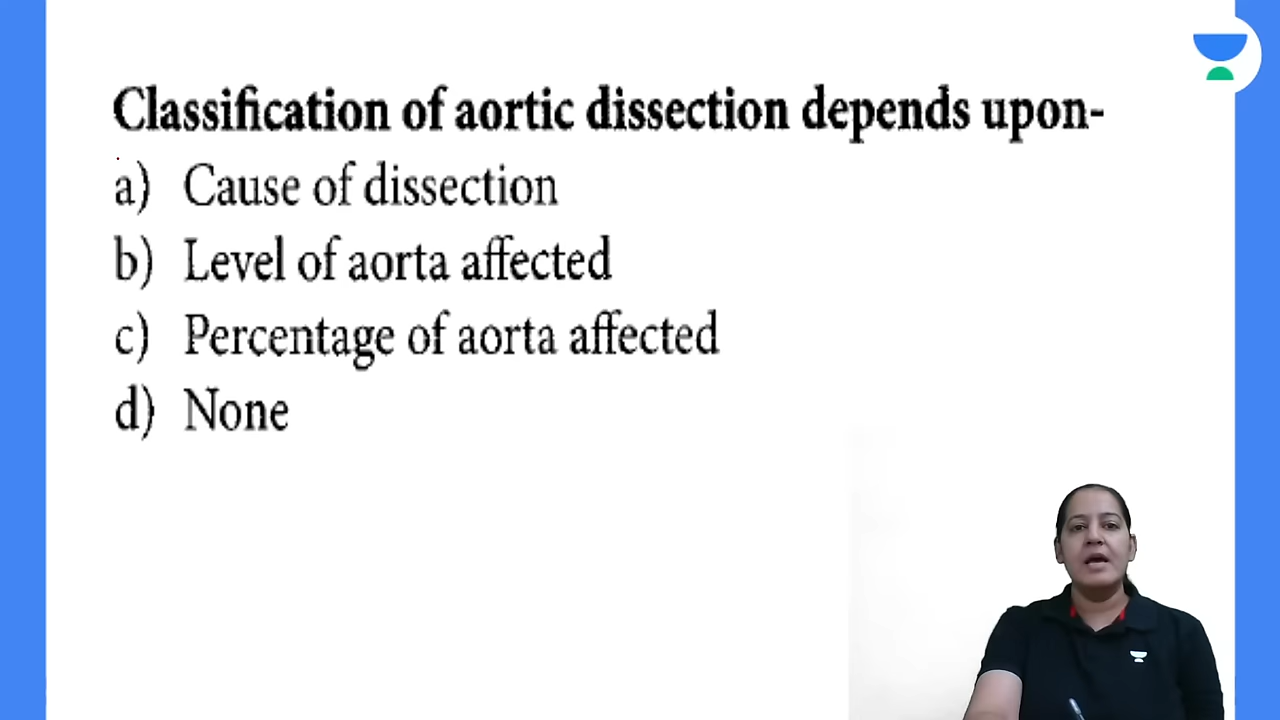 Classification of aortic dissection depends upon-
a) Cause of dissection
b) Level of aorta affected
c) Percentage of aorta affected
d) None